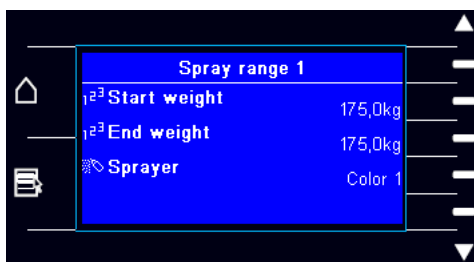 Spray range 1
123 Start weight
175,0kg
123 End weight
175,0kg
Sprayer
Color 1